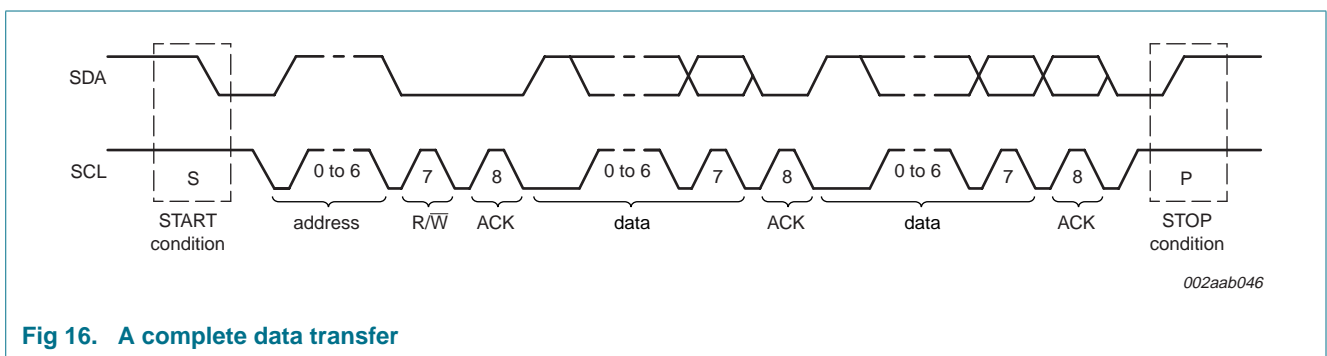 SDA
SCL
S
0 to 6
7
8
0 to 6
7
8
0 to 6
7
8
P
START
condition
address
R/W̅
ACK
data
ACK
data
ACK
STOP
condition
002aab046
Fig 16. A complete data transfer